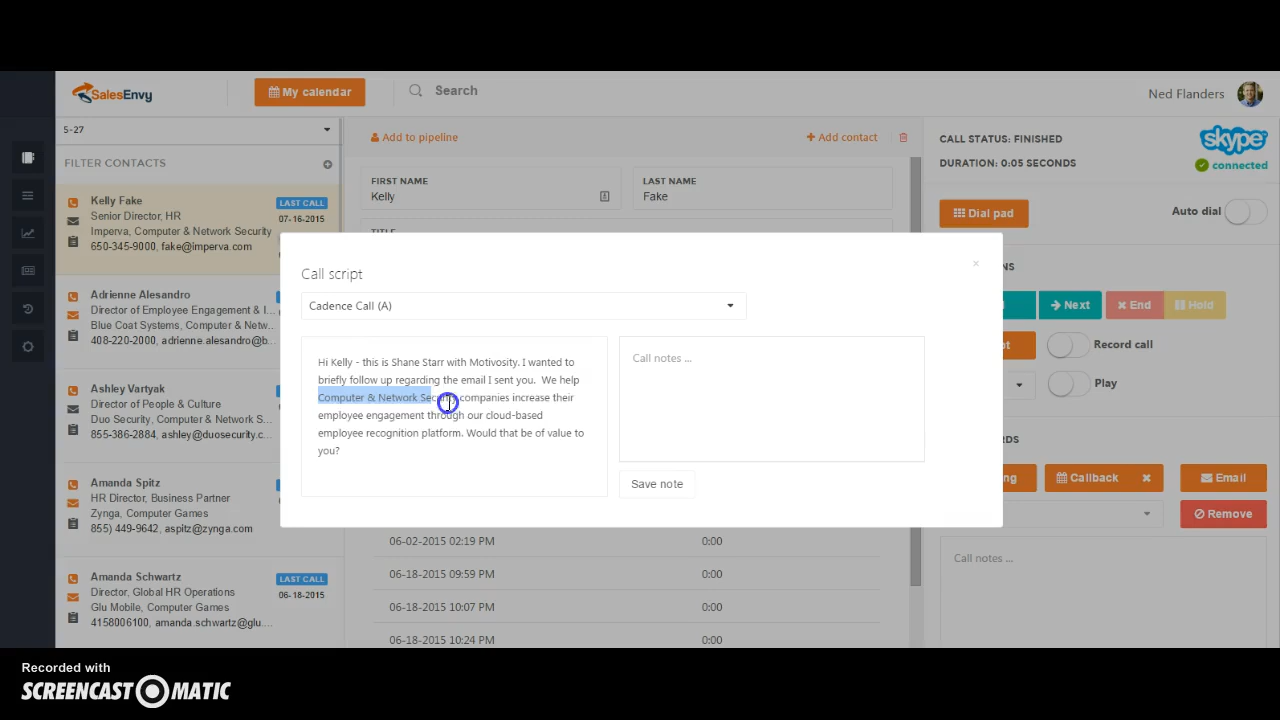 SalesEnvy
My calendar
Search
Ned Flanders
5-27
FILTER CONTACTS
Kelly Fake
LAST CALL
Senior Director, HR
07-16-2015
Imperva, Computer & Network Security
650-345-9000, fake@imperva.com
Adrienne Alesandro
Director of Employee Engagement & I...
Blue Coat Systems, Computer & Netw...
408-220-2000, adrienne.alesandro@b...
Ashley Vartyak
Director of People & Culture
Duo Security, Computer & Network S...
855-386-2884, ashley@duosecurity.c...
Amanda Spitz
HR Director, Business Partner
Zynga, Computer Games
855) 449-9642, aspitz@zynga.com
Amanda Schwartz
LAST CALL
Director, Global HR Operations
06-18-2015
Glu Mobile, Computer Games
4158006100, amanda.schwartz@glu....
Add to pipeline
Add contact
FIRST NAME
Kelly
LAST NAME
Fake
TITLE
Call script
×
Cadence Call (A)
Hi Kelly - this is Shane Starr with Motivosity. I wanted to
briefly follow up regarding the email I sent you. We help
Computer & Network Security companies increase their
employee engagement through our cloud-based
employee recognition platform. Would that be of value to
you?
Call notes ...
Save note
06-02-2015 02:19 PM 0:00
06-18-2015 09:59 PM 0:00
06-18-2015 10:07 PM 0:00
06-18-2015 10:24 PM 0:00
CALL STATUS: FINISHED
DURATION: 0:05 SECONDS
skype
connected
Dial pad
Auto dial
Next
End
Hold
Record call
Play
Callback
Email
Remove
Call notes ...
Recorded with
SCREENCAST MATIC